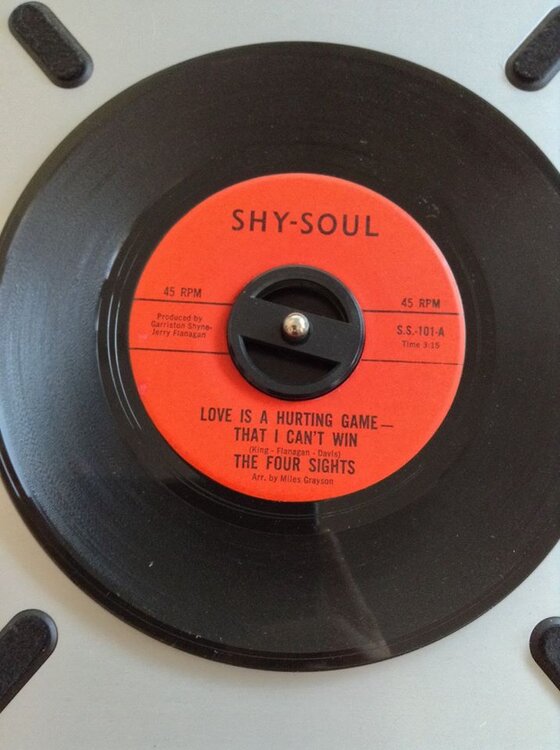 SHY-SOUL
45 RPM
45 RPM
Produced by
Garriston Shyne-
Jerry Flanagan
S.S.-101-A
Time 3:15
LOVE IS A HURTING GAME—
THAT I CAN'T WIN
(King - Flanagan - Davis)
THE FOUR SIGHTS
Arr. by Miles Grayson